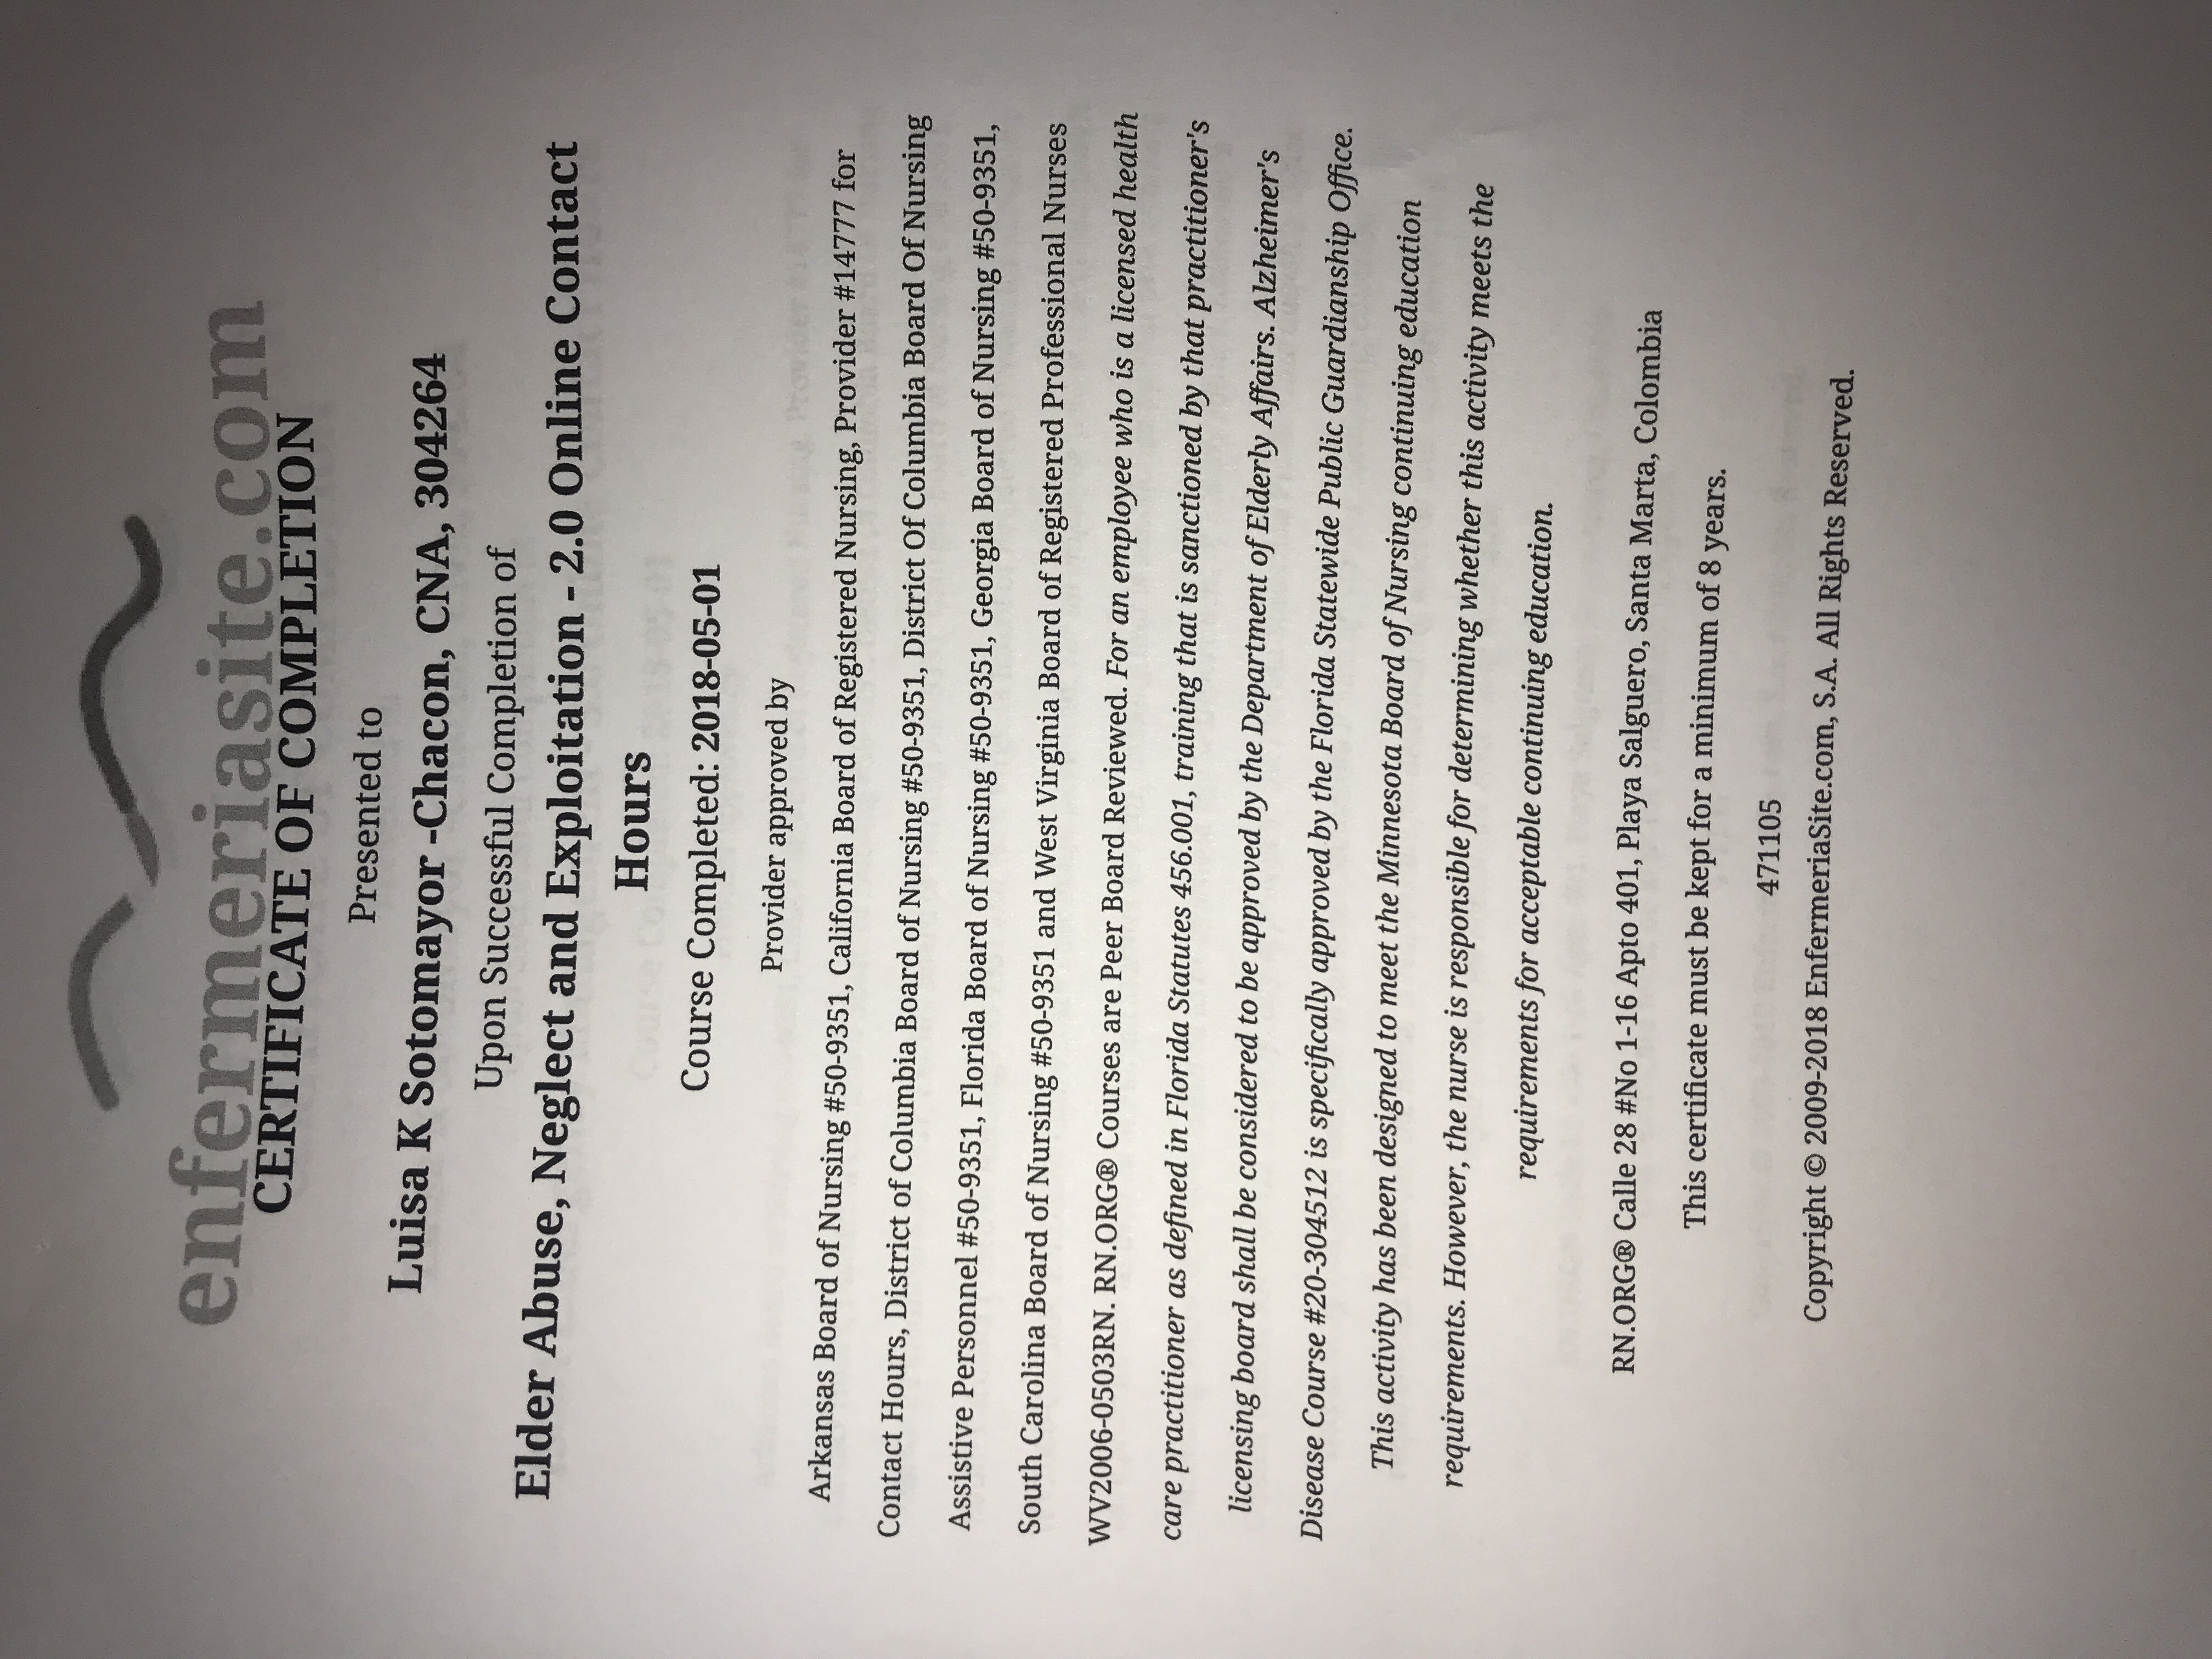 enfermeriasite.com
CERTIFICATE OF COMPLETION
Presented to
Luisa K Sotomayor -Chacon, CNA, 304264
Upon Successful Completion of
Elder Abuse, Neglect and Exploitation - 2.0 Online Contact
Hours
Course Completed: 2018-05-01
Provider approved by
Arkansas Board of Nursing #50-9351, California Board of Registered Nursing, Provider #14777 for
Contact Hours, District of Columbia Board of Nursing #50-9351, District Of Columbia Board Of Nursing
Assistive Personnel #50-9351, Florida Board of Nursing #50-9351, Georgia Board of Nursing #50-9351,
South Carolina Board of Nursing #50-9351 and West Virginia Board of Registered Professional Nurses
WV2006-0503RN. RN.ORG® Courses are Peer Board Reviewed. For an employee who is a licensed health
care practitioner as defined in Florida Statutes 456.001, training that is sanctioned by that practitioner's
licensing board shall be considered to be approved by the Department of Elderly Affairs. Alzheimer's
Disease Course #20-304512 is specifically approved by the Florida Statewide Public Guardianship Office.
This activity has been designed to meet the Minnesota Board of Nursing continuing education
requirements. However, the nurse is responsible for determining whether this activity meets the
requirements for acceptable continuing education.
RN.ORG® Calle 28 #No 1-16 Apto 401, Playa Salguero, Santa Marta, Colombia
This certificate must be kept for a minimum of 8 years.
471105
Copyright © 2009-2018 EnfermeriaSite.com, S.A. All Rights Reserved.